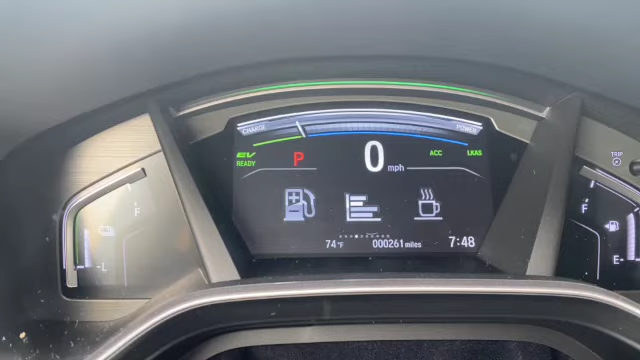 CHARGE
POWER
EV
READY
P
0 mph
ACC
LKAS
TRIP
F
L
F
E
74 °F
000261 miles
7:48